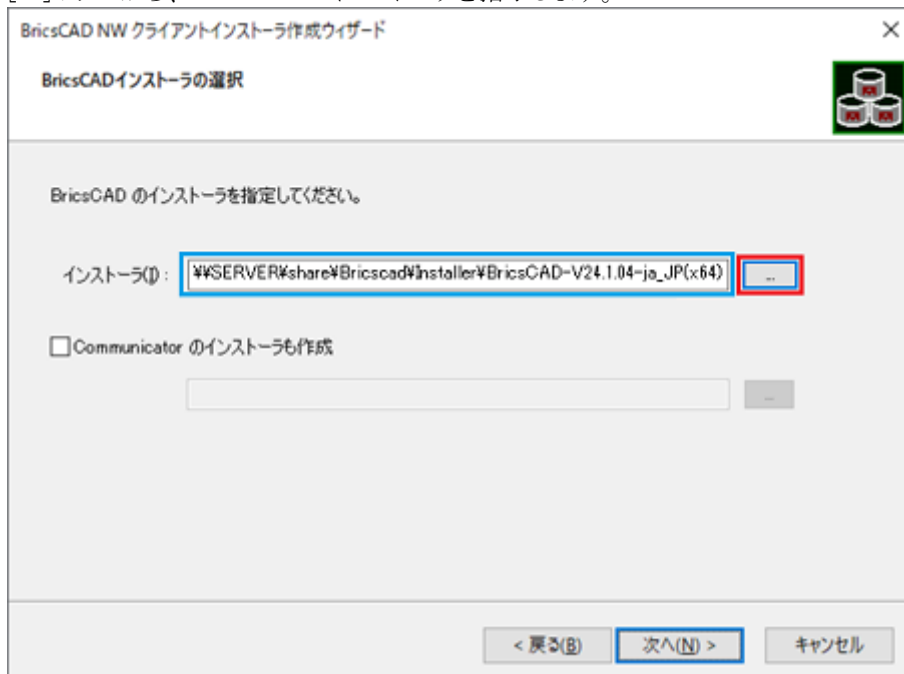 BricsCAD NW クライアントインストーラ作成ウィザード
BricsCADインストーラの選択
BricsCAD のインストーラを指定してください。
インストーラ(I) : ¥¥SERVER¥share¥Bricscad¥Installer¥BricsCAD-V24.1.04-ja_JP(x64) ...
Communicator のインストーラも作成
...
< 戻る(B) 次へ(N) > キャンセル